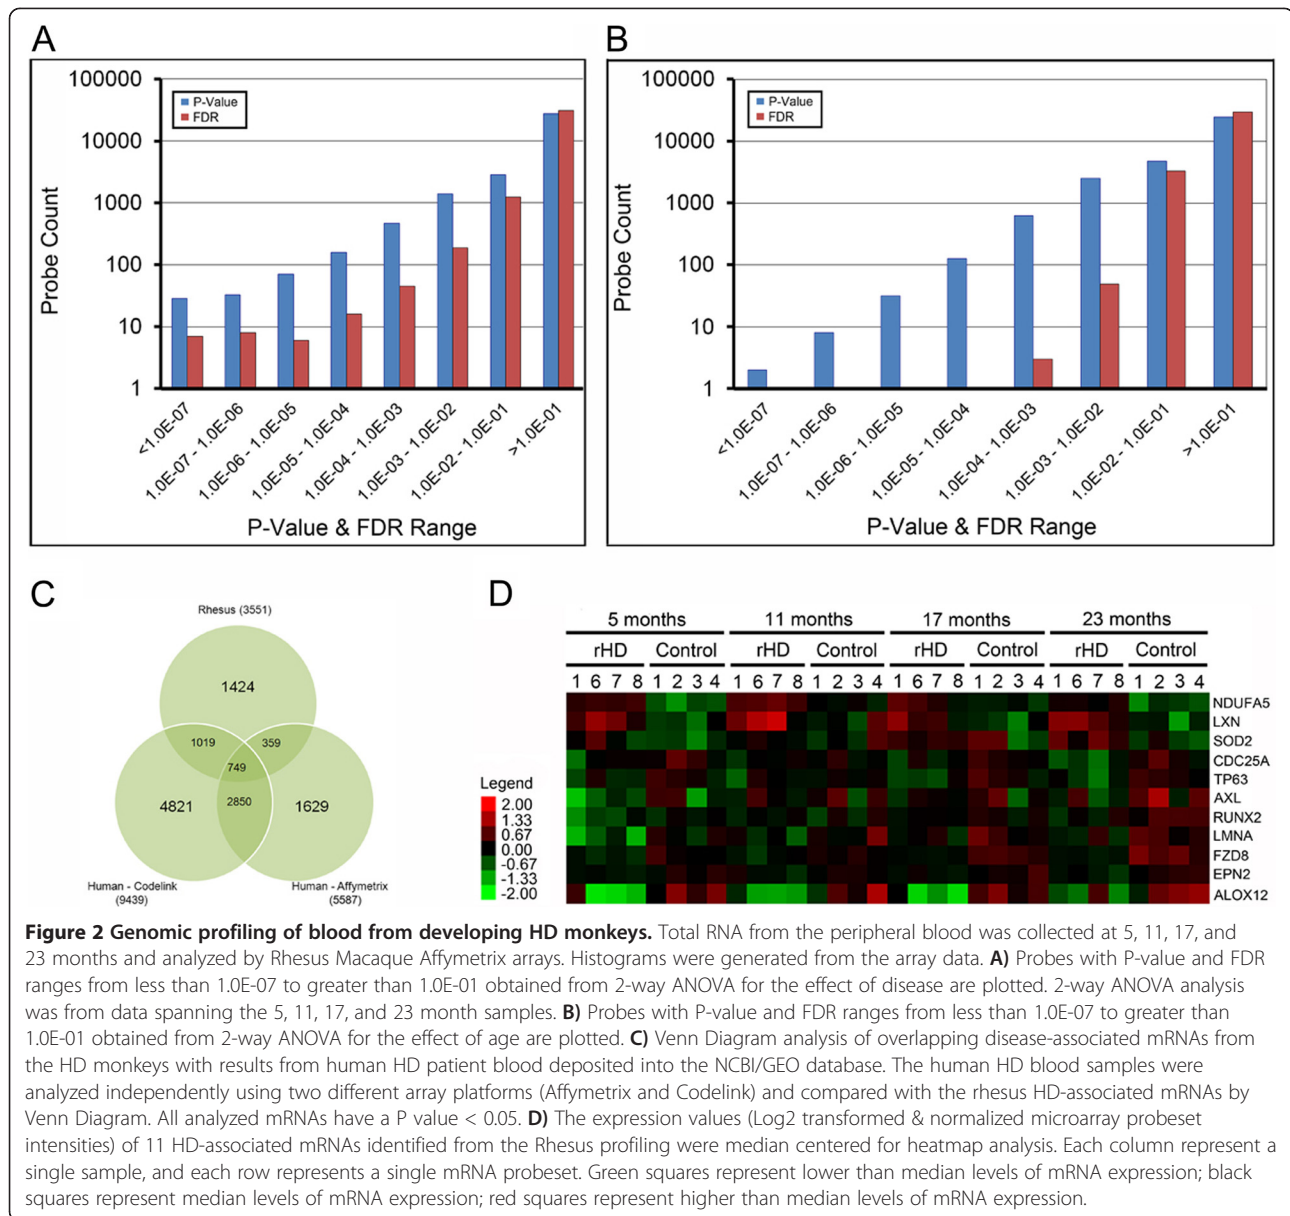 A
100000
10000
1000
100
10
1
Probe Count
P-Value
FDR
<1.0E-07
1.0E-07 - 1.0E-06
1.0E-06 - 1.0E-05
1.0E-05 - 1.0E-04
1.0E-04 - 1.0E-03
1.0E-03 - 1.0E-02
1.0E-02 - 1.0E-01
>1.0E-01
P-Value & FDR Range
B
100000
10000
1000
100
10
1
Probe Count
P-Value
FDR
<1.0E-07
1.0E-07 - 1.0E-06
1.0E-06 - 1.0E-05
1.0E-05 - 1.0E-04
1.0E-04 - 1.0E-03
1.0E-03 - 1.0E-02
1.0E-02 - 1.0E-01
>1.0E-01
P-Value & FDR Range
C
Rhesus (3551)
1424
1019
359
749
4821
2850
1629
Human - Codelink
(9439)
Human - Affymetrix
(5587)
D
5 months 11 months 17 months 23 months
rHD Control rHD Control rHD Control rHD Control
1 6 7 8 1 2 3 4 1 6 7 8 1 2 3 4 1 6 7 8 1 2 3 4 1 6 7 8 1 2 3 4
NDUFA5
LXN
SOD2
CDC25A
TP63
AXL
RUNX2
LMNA
FZD8
EPN2
ALOX12
Legend
2.00
1.33
0.67
0.00
-0.67
-1.33
-2.00
Figure 2 Genomic profiling of blood from developing HD monkeys. Total RNA from the peripheral blood was collected at 5, 11, 17, and
23 months and analyzed by Rhesus Macaque Affymetrix arrays. Histograms were generated from the array data. A) Probes with P-value and FDR
ranges from less than 1.0E-07 to greater than 1.0E-01 obtained from 2-way ANOVA for the effect of disease are plotted. 2-way ANOVA analysis
was from data spanning the 5, 11, 17, and 23 month samples. B) Probes with P-value and FDR ranges from less than 1.0E-07 to greater than
1.0E-01 obtained from 2-way ANOVA for the effect of age are plotted. C) Venn Diagram analysis of overlapping disease-associated mRNAs from
the HD monkeys with results from human HD patient blood deposited into the NCBI/GEO database. The human HD blood samples were
analyzed independently using two different array platforms (Affymetrix and Codelink) and compared with the rhesus HD-associated mRNAs by
Venn Diagram. All analyzed mRNAs have a P value < 0.05. D) The expression values (Log2 transformed & normalized microarray probeset
intensities) of 11 HD-associated mRNAs identified from the Rhesus profiling were median centered for heatmap analysis. Each column represent a
single sample, and each row represents a single mRNA probeset. Green squares represent lower than median levels of mRNA expression; black
squares represent median levels of mRNA expression; red squares represent higher than median levels of mRNA expression.